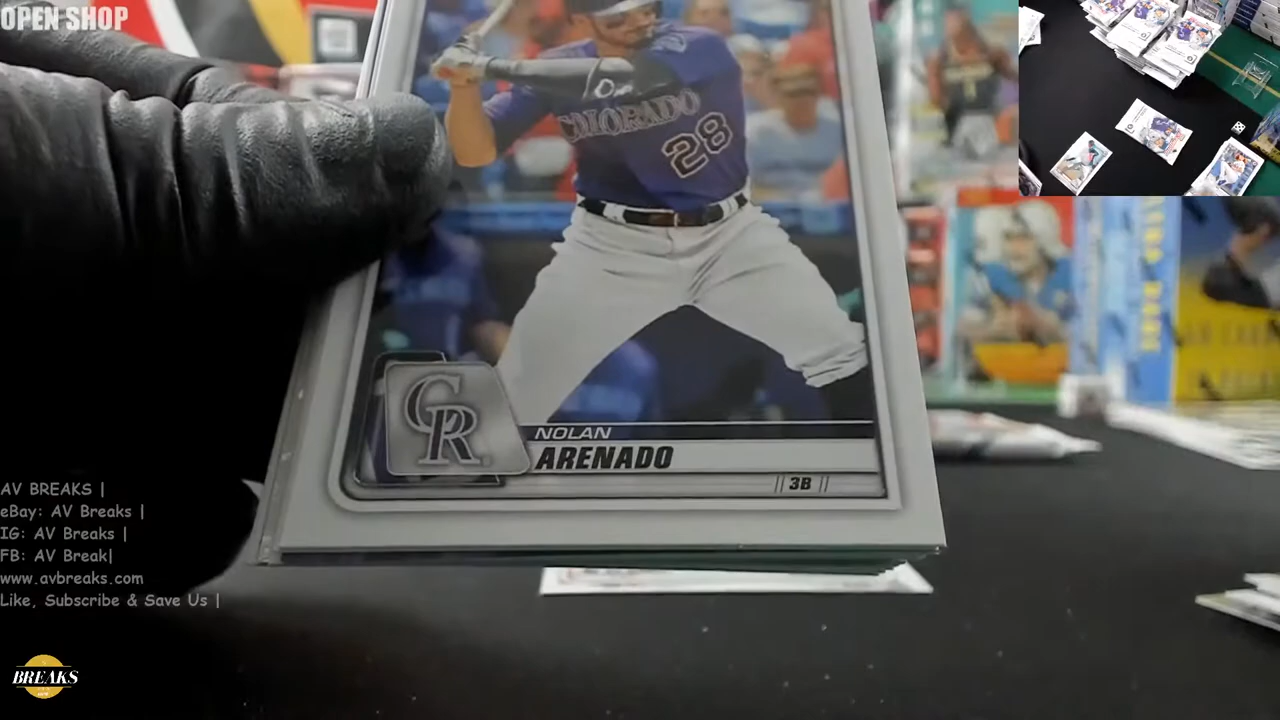 OPEN SHOP
COLORADO
28
CR
NOLAN
ARENADO
|| 3B ||
AV BREAKS |
eBay: AV Breaks |
IG: AV Breaks |
FB: AV Break|
www.avbreaks.com
Like, Subscribe & Save Us |
BREAKS